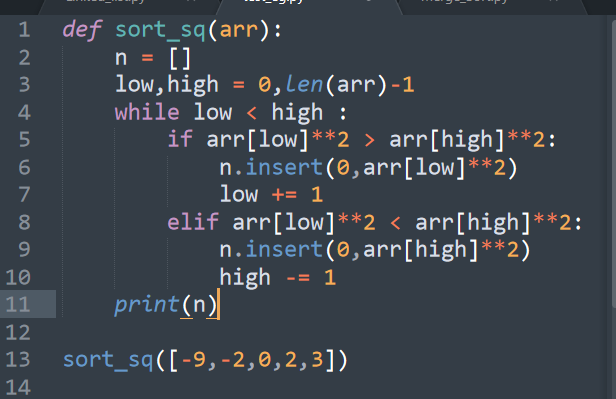 1 def sort_sq(arr):
2     n = []
3     low,high = 0,len(arr)-1
4     while low < high :
5         if arr[low]**2 > arr[high]**2:
6             n.insert(0,arr[low]**2)
7             low += 1
8         elif arr[low]**2 < arr[high]**2:
9             n.insert(0,arr[high]**2)
10             high -= 1
11     print(n)
12
13 sort_sq([-9,-2,0,2,3])
14